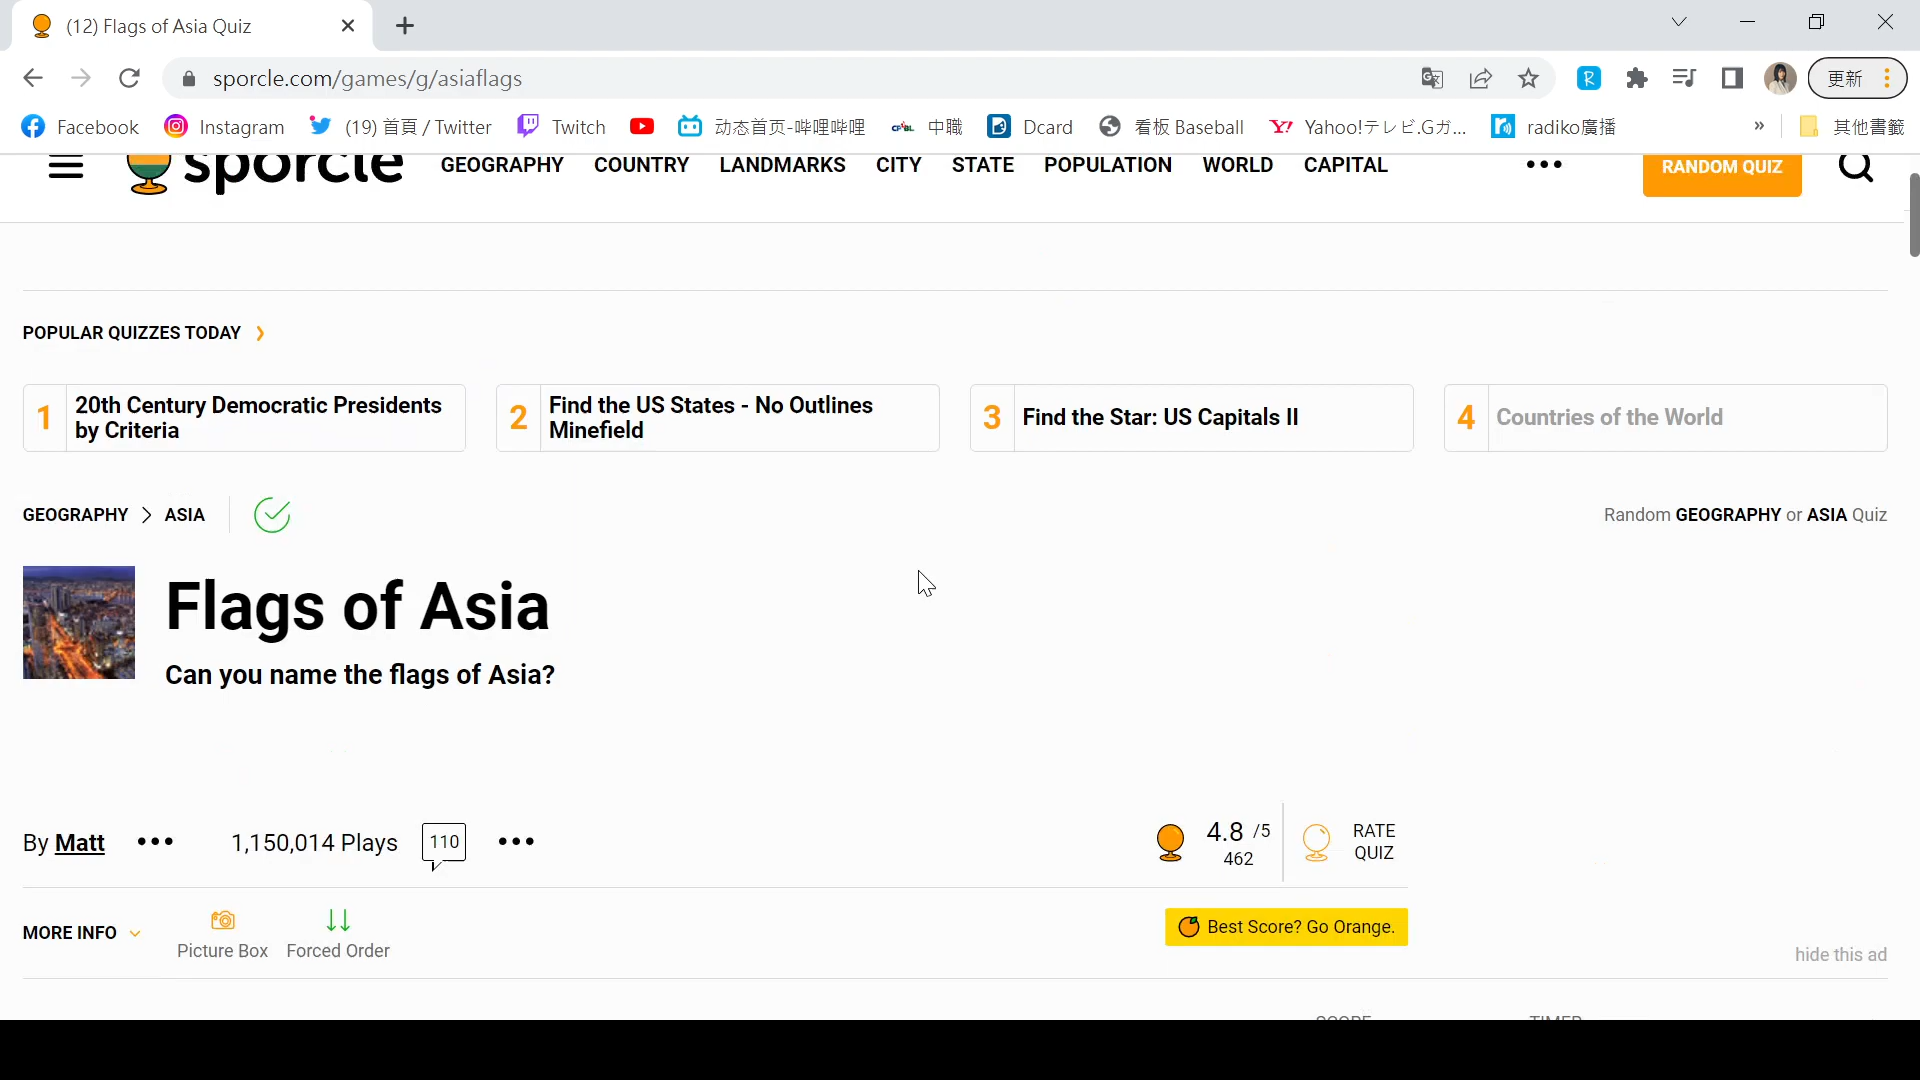 (12) Flags of Asia Quiz
sporcle.com/games/g/asiaflags
更新
Facebook
Instagram
(19) 首頁 / Twitter
Twitch
动态首页-哔哩哔哩
CPBL
中職
Dcard
看板 Baseball
Yahoo!テレビ.Gガ...
radiko廣播
»
其他書籤
sporcle
GEOGRAPHY
COUNTRY
LANDMARKS
CITY
STATE
POPULATION
WORLD
CAPITAL
RANDOM QUIZ
POPULAR QUIZZES TODAY
1
20th Century Democratic Presidents
by Criteria
2
Find the US States - No Outlines
Minefield
3
Find the Star: US Capitals II
4
Countries of the World
GEOGRAPHY > ASIA
Random GEOGRAPHY or ASIA Quiz
Flags of Asia
Can you name the flags of Asia?
By Matt
1,150,014 Plays
110
4.8 /5
462
RATE
QUIZ
MORE INFO
Picture Box
Forced Order
Best Score? Go Orange.
hide this ad
SCORE
TIMER